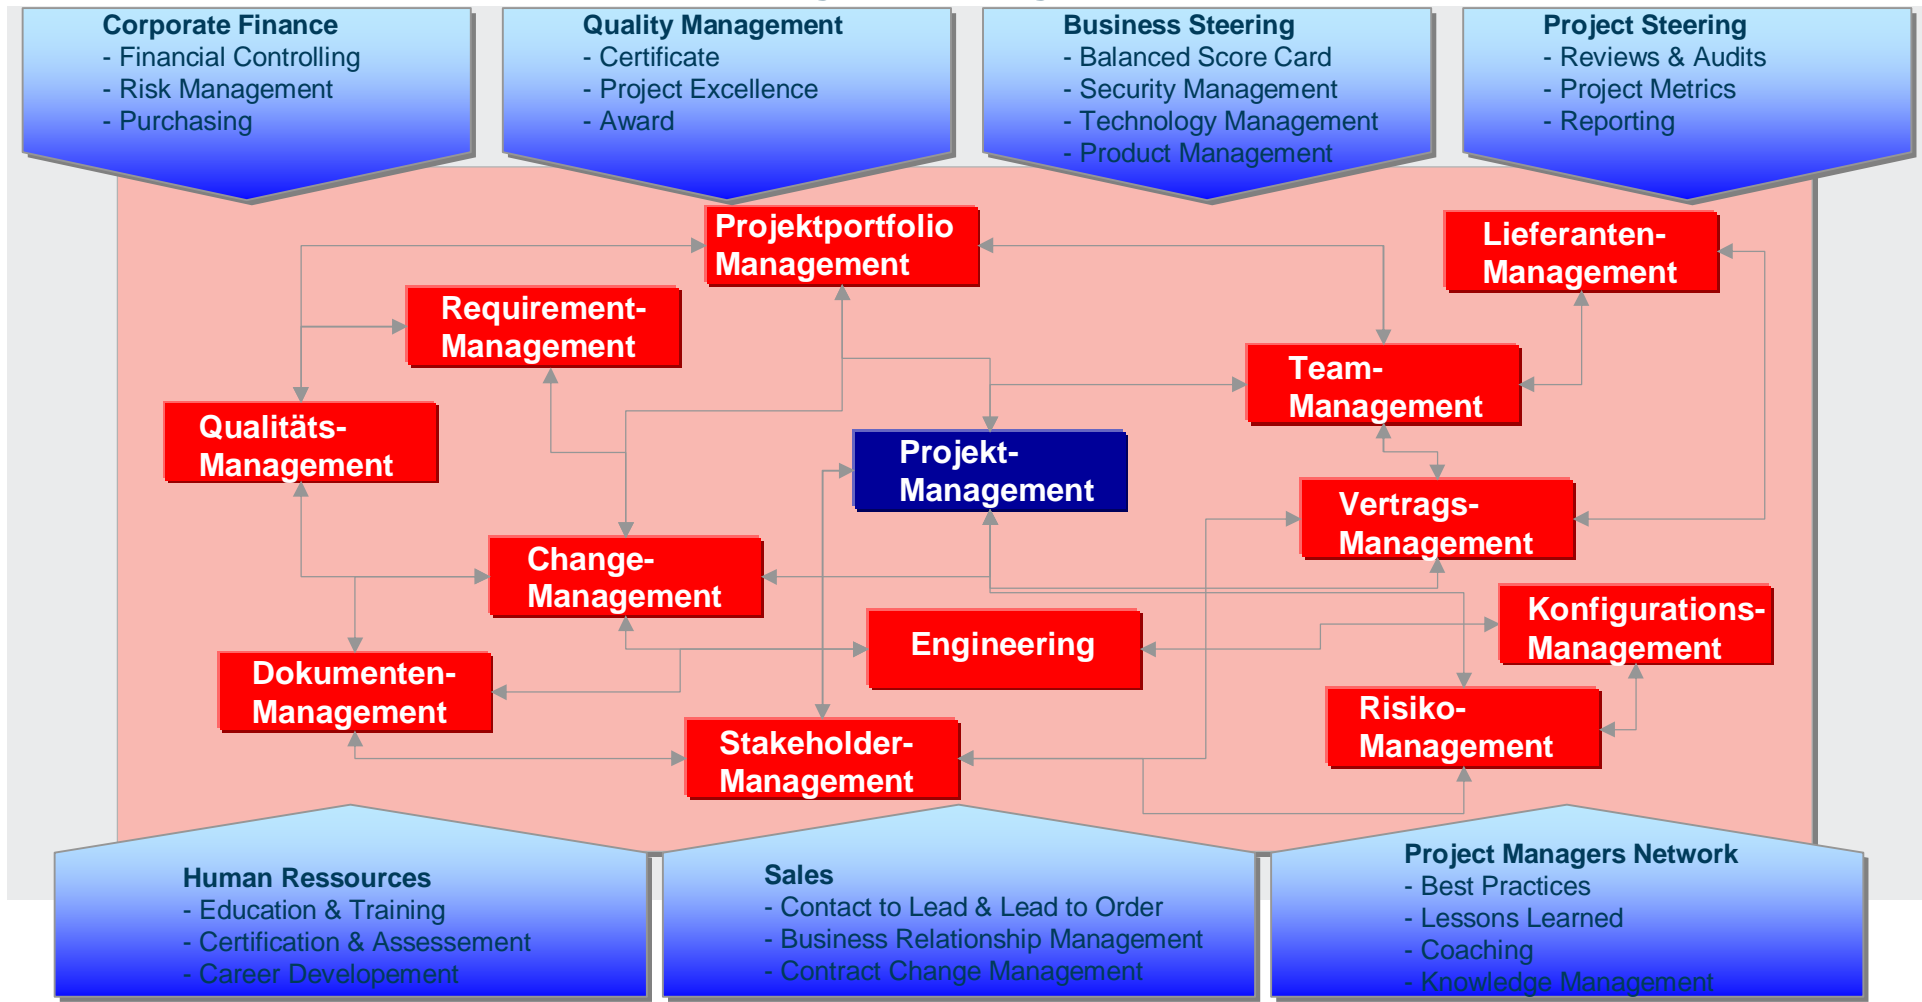 Corporate Finance
- Financial Controlling
- Risk Management
- Purchasing
Quality Management
- Certificate
- Project Excellence
- Award
Business Steering
- Balanced Score Card
- Security Management
- Technology Management
- Product Management
Project Steering
- Reviews & Audits
- Project Metrics
- Reporting
Projektportfolio
Management
Lieferanten-
Management
Requirement-
Management
Team-
Management
Qualitäts-
Management
Projekt-
Management
Vertrags-
Management
Change-
Management
Konfigurations-
Management
Engineering
Dokumenten-
Management
Risiko-
Management
Stakeholder-
Management
Human Ressources
- Education & Training
- Certification & Assessement
- Career Developement
Sales
- Contact to Lead & Lead to Order
- Business Relationship Management
- Contract Change Management
Project Managers Network
- Best Practices
- Lessons Learned
- Coaching
- Knowledge Management